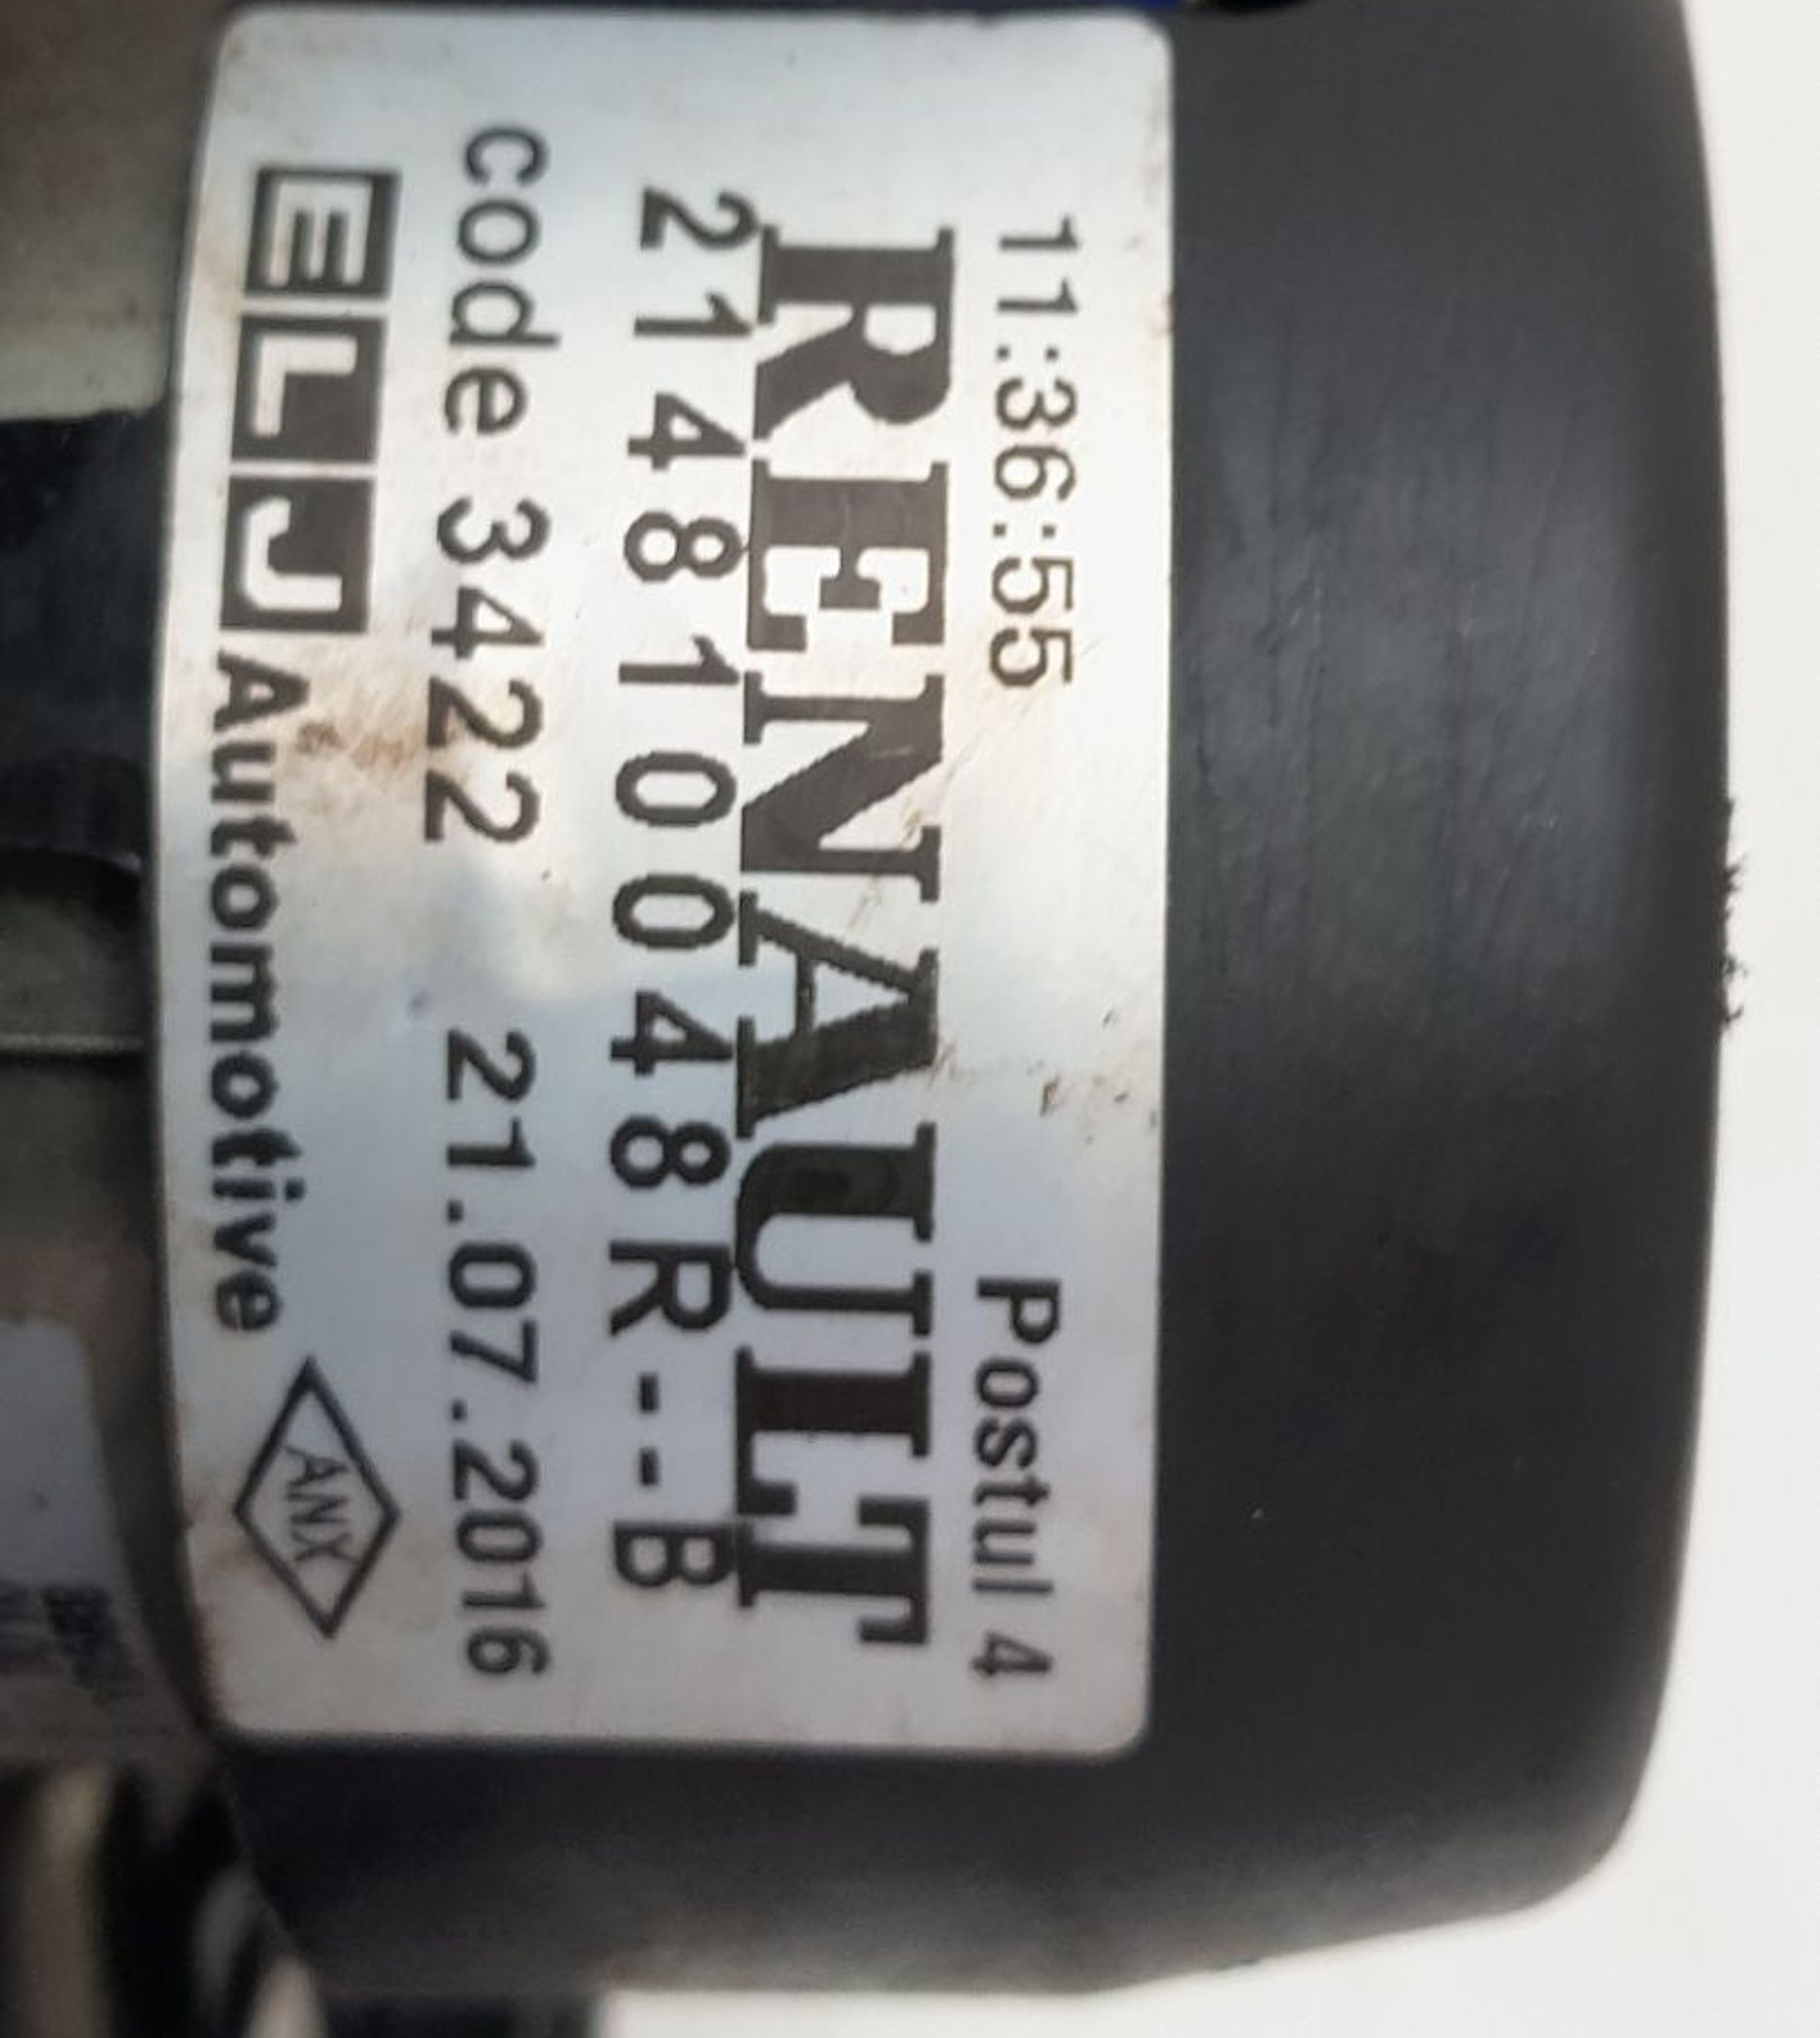 11:36:55 Postul 4
RENAULT
214810048R--B
code 3422 21.07.2016
ELJ Automotive ANX